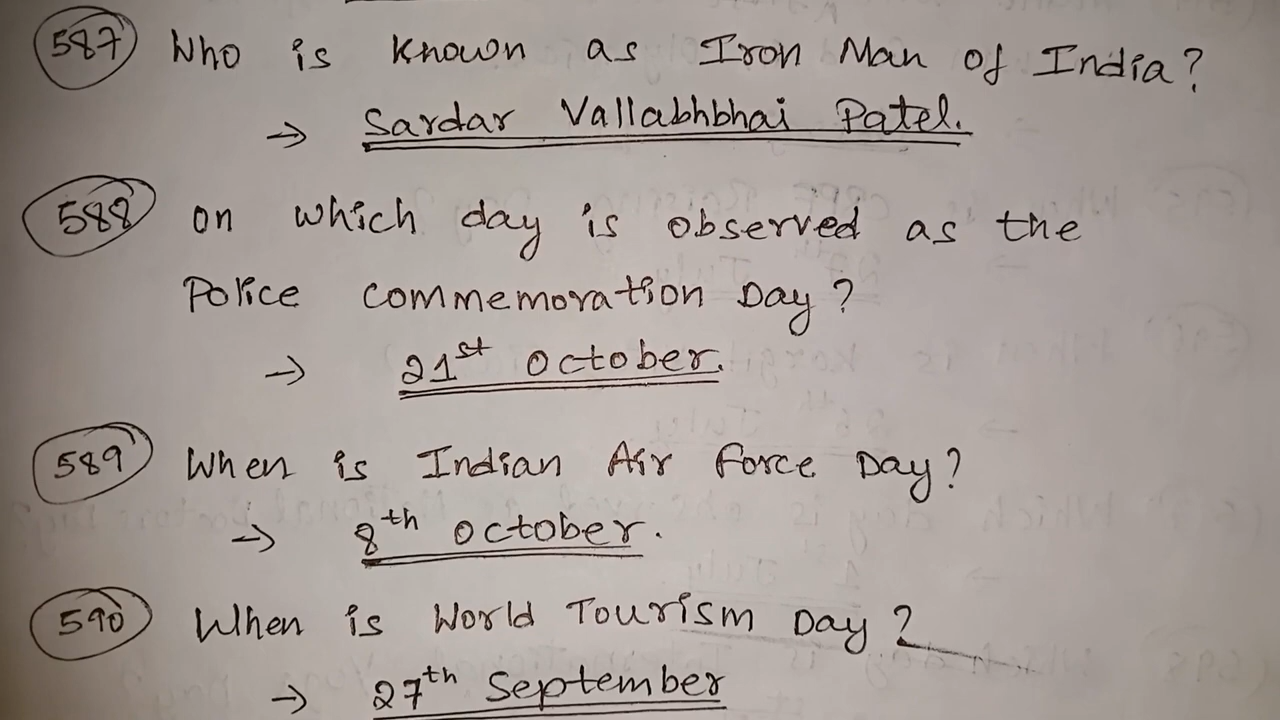 587 Who is known as Iron Man of India?
→ Sardar Vallabhbhai Patel.
588 on which day is observed as the
Police commemoration Day?
→ 21st october.
589 When is Indian Air force Day?
→ 8th october.
590 When is World Tourism Day?
→ 27th September